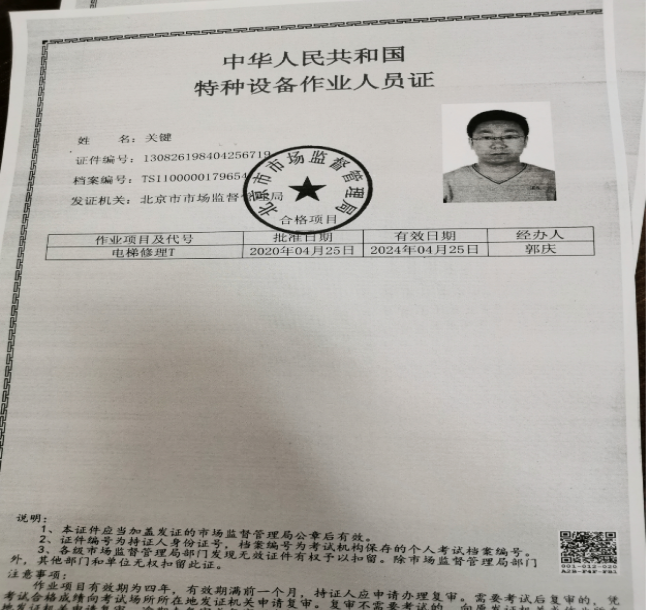 中华人民共和国
特种设备作业人员证
姓 名：关键
证件编号：130826198404256719
档案编号：TS1100000179654
发证机关：北京市市场监督管理局
北京市市场监督管理局
合格项目
作业项目及代号 批准日期 有效日期 经办人
电梯修理T 2020年04月25日 2024年04月25日 郭庆
说明：
1、本证件应当加盖发证的市场监督管理局公章后有效。
2、证件编号为持证人身份证号，档案编号为考试机构保存的个人考试档案编号。
3、各级市场监督管理局部门发现无效证件有权予以扣留。除市场监督管理局部门
外，其他部门和单位无权扣留此证。
注意事项：
作业项目有效期为四年，有效期满前一个月，持证人应申请办理复审。需要考试后复审的，凭
考试合格成绩向考试场所所在地发证机关申请复审。复审不需要考试的，向
001-012-020